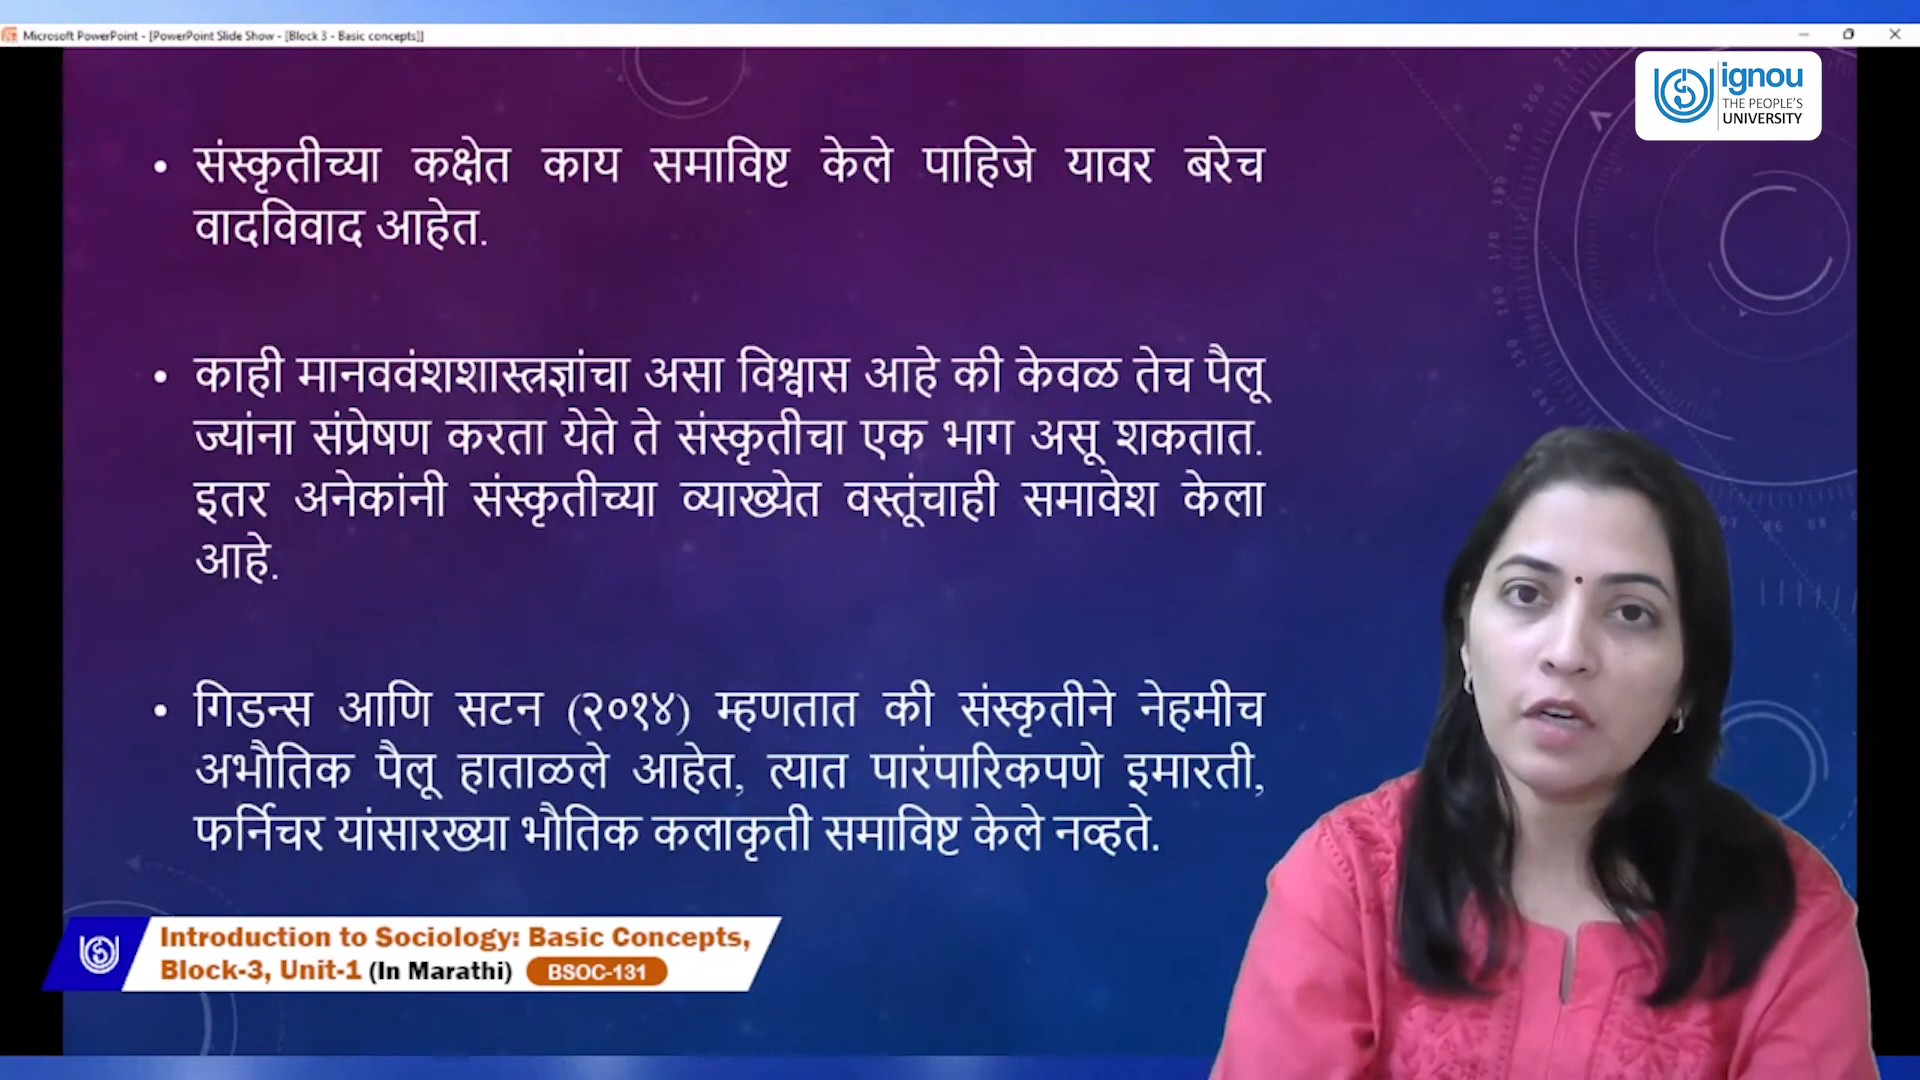 Microsoft PowerPoint - [PowerPoint Slide Show - [Block 3 - Basic concepts]]
ignou
THE PEOPLE'S
UNIVERSITY
• संस्कृतीच्या कक्षेत काय समाविष्ट केले पाहिजे यावर बरेच
वादविवाद आहेत.
• काही मानववंशशास्त्रज्ञांचा असा विश्वास आहे की केवळ तेच पैलू
ज्यांना संप्रेषण करता येते ते संस्कृतीचा एक भाग असू शकतात.
इतर अनेकांनी संस्कृतीच्या व्याख्येत वस्तूंचाही समावेश केला
आहे.
• गिडन्स आणि सटन (२०१४) म्हणतात की संस्कृतीने नेहमीच
अभौतिक पैलू हाताळले आहेत, त्यात पारंपारिकपणे इमारती,
फर्निचर यांसारख्या भौतिक कलाकृती समाविष्ट केले नव्हते.
Introduction to Sociology: Basic Concepts,
Block-3, Unit-1 (In Marathi) BSOC-131